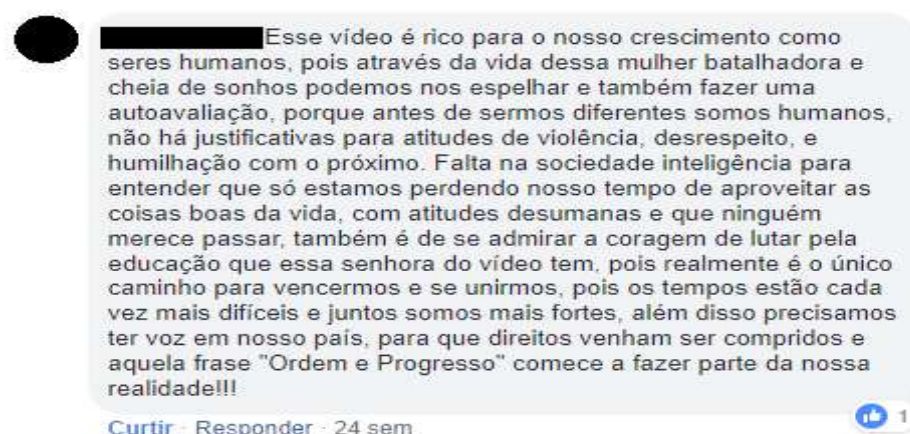 Esse vídeo é rico para o nosso crescimento como
seres humanos, pois através da vida dessa mulher batalhadora e
cheia de sonhos podemos nos espelhar e também fazer uma
autoavaliação, porque antes de sermos diferentes somos humanos,
não há justificativas para atitudes de violência, desrespeito, e
humilhação com o próximo. Falta na sociedade inteligência para
entender que só estamos perdendo nosso tempo de aproveitar as
coisas boas da vida, com atitudes desumanas e que ninguém
merece passar, também é de se admirar a coragem de lutar pela
educação que essa senhora do vídeo tem, pois realmente é o único
caminho para vencermos e se unirmos, pois os tempos estão cada
vez mais difíceis e juntos somos mais fortes, além disso precisamos
ter voz em nosso país, para que direitos venham ser compridos e
aquela frase "Ordem e Progresso" comece a fazer parte da nossa
realidade!!!
Curtir · Responder · 24 sem
1